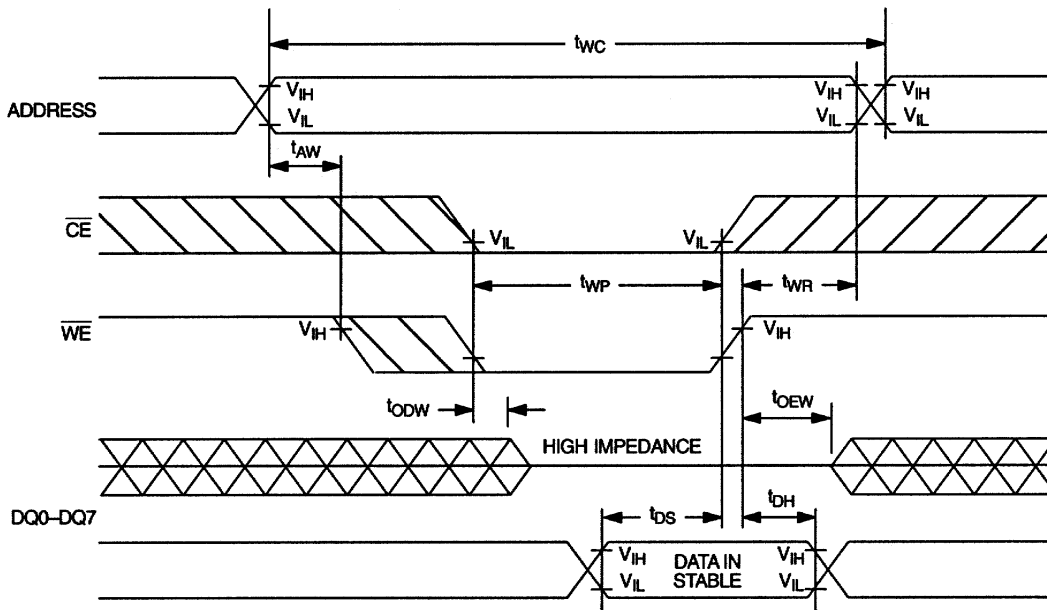 tWC
ADDRESS
VIH
VIL
VIH
VIL
VIH
VIL
tAW
CE
VIL
VIL
tWP
tWR
WE
VIH
VIH
tODW
tOEW
HIGH IMPEDANCE
DQ0–DQ7
tDS
tDH
VIH
VIL
DATA IN
STABLE
VIH
VIL